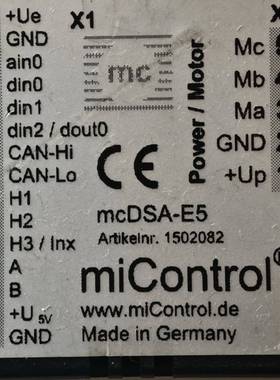 +Ue
GND
ain0
din0
din1
din2 / dout0
CAN-Hi
CAN-Lo
H1
H2
H3 / Inx
A
B
+U 5V
GND
X1
mc
Power / Motor
X
Mc
Mb
Ma
GND
+Up
CE
mcDSA-E5
Artikelnr. 1502082
miControl®
www.miControl.de
Made in Germany